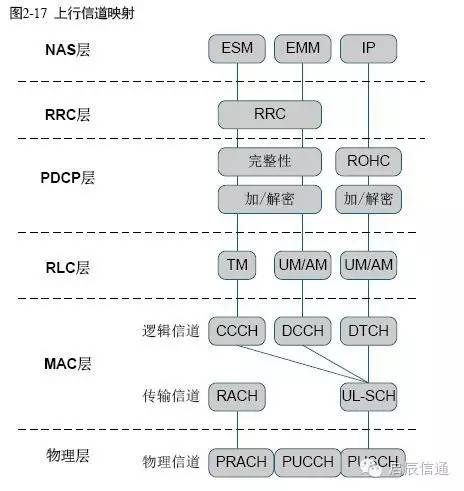 图2-17 上行信道映射
NAS层 ESM EMM IP
RRC层 RRC
完整性 ROHC
PDCP层
加/解密 加/解密
RLC层 TM UM/AM UM/AM
逻辑信道 CCCH DCCH DTCH
MAC层
传输信道 RACH UL-SCH
物理层 物理信道 PRACH PUCCH PUSCH
启辰信通